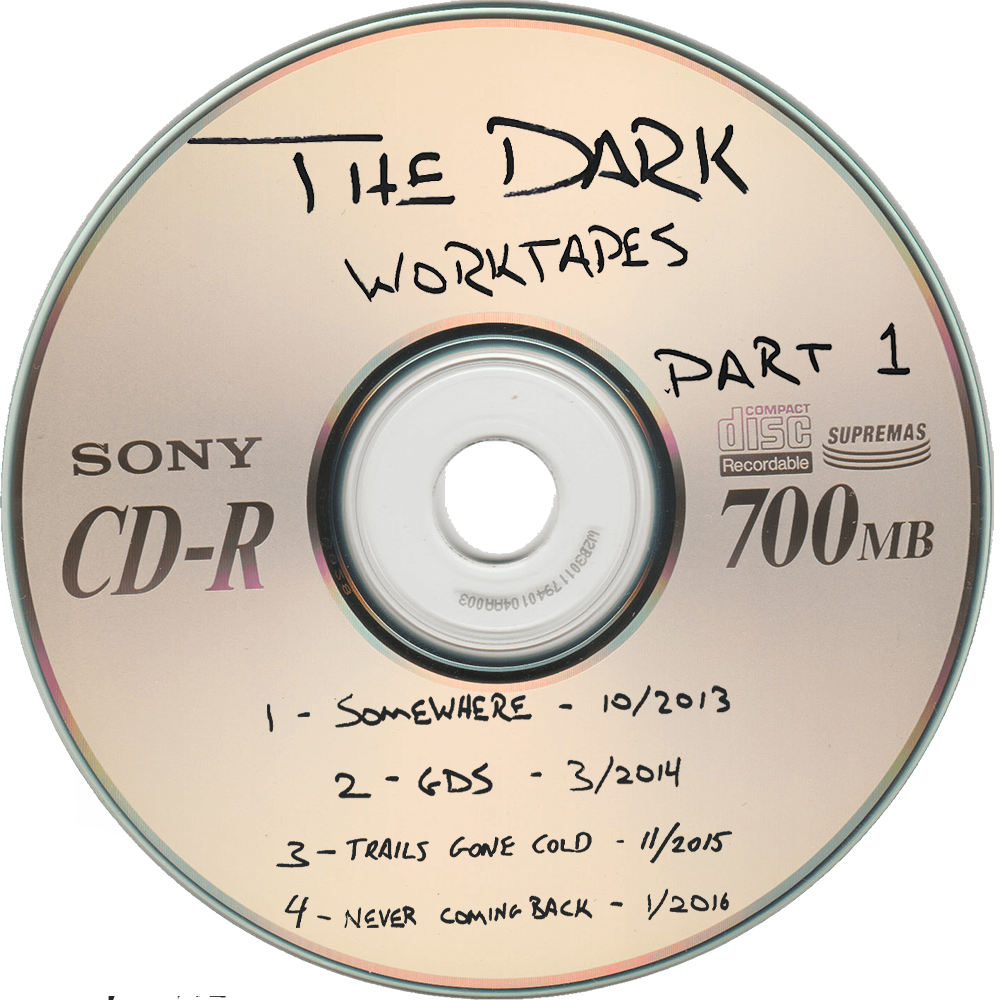 THE DARK
WORKTAPES
PART 1
COMPACT
disc
Recordable
SUPREMAS
SONY
CD-R
700MB
1 - SOMEWHERE - 10/2013
2 - GDS - 3/2014
3 - TRAILS GONE COLD - 11/2015
4 - NEVER COMING BACK - 1/2016